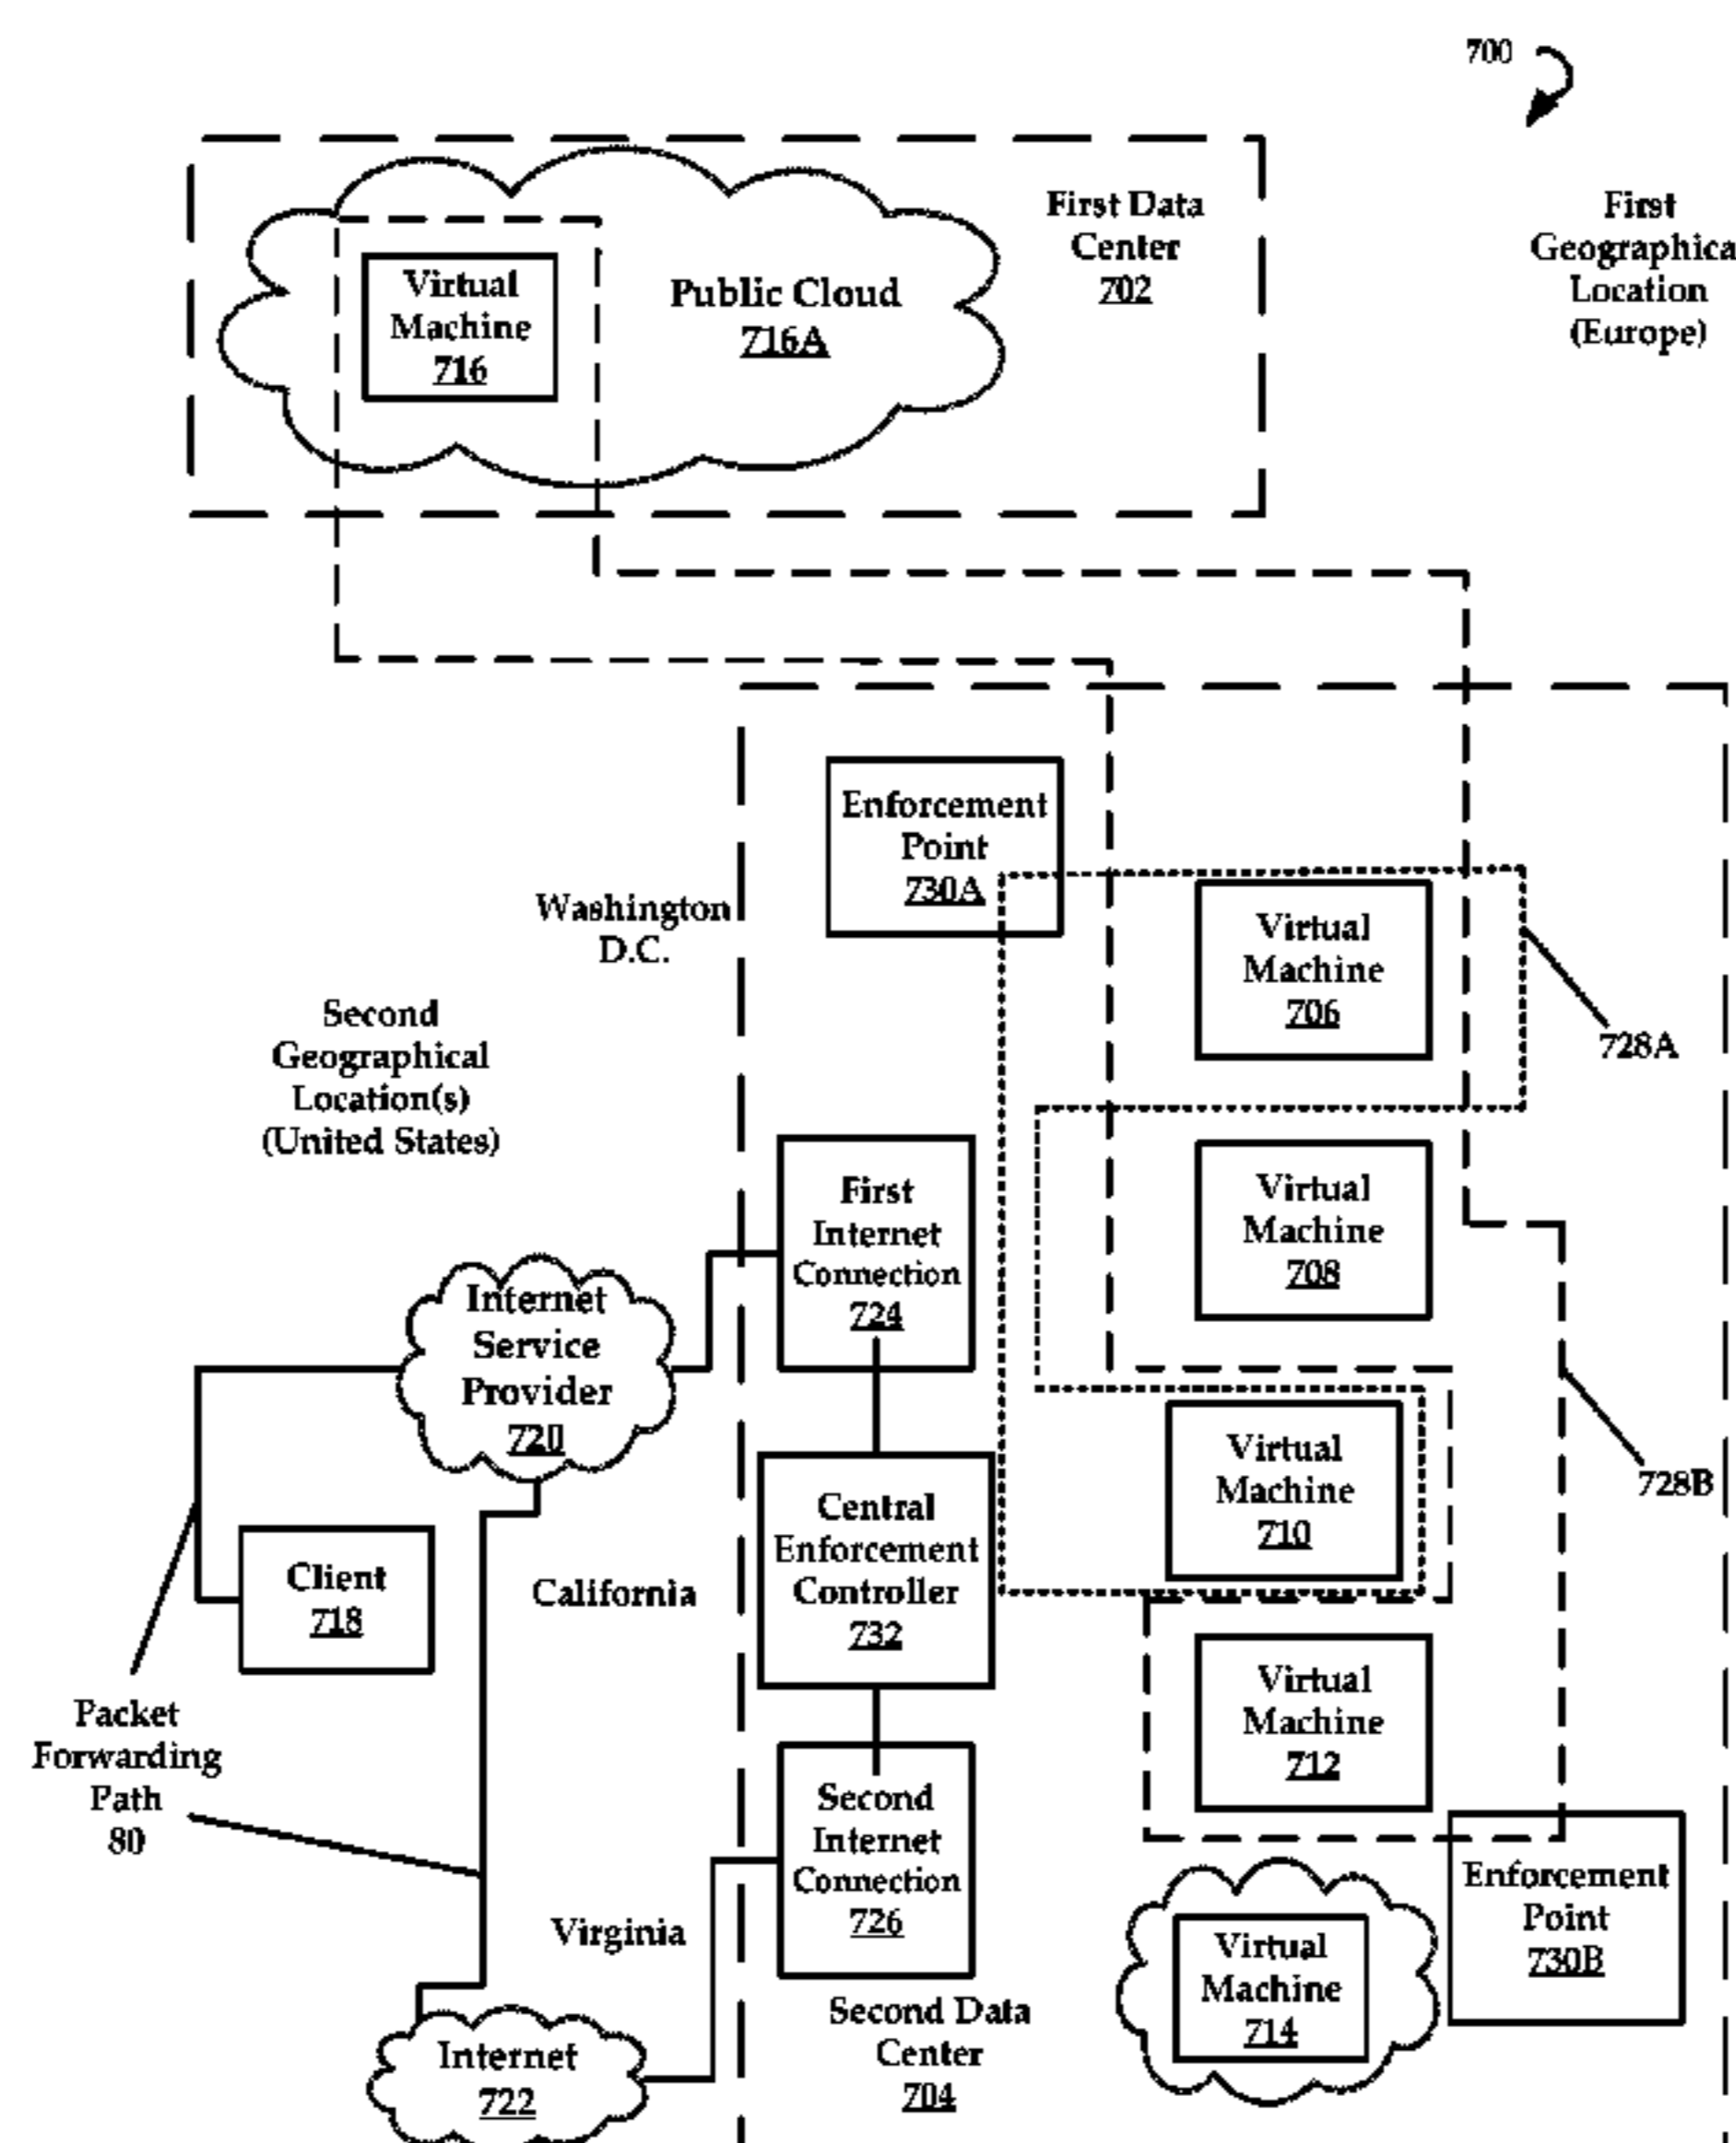 700
First Data
Center
702
First
Geographica
Location
(Europe)
Virtual
Machine
716
Public Cloud
716A
Enforcement
Point
730A
Washington
D.C.
Virtual
Machine
706
728A
Second
Geographical
Location(s)
(United States)
First
Internet
Connection
724
Virtual
Machine
708
Internet
Service
Provider
720
Virtual
Machine
710
728B
Central
Enforcement
Controller
732
Client
718
California
Virtual
Machine
712
Packet
Forwarding
Path
80
Second
Internet
Connection
726
Enforcement
Point
730B
Virginia
Virtual
Machine
714
Second Data
Center
704
Internet
722